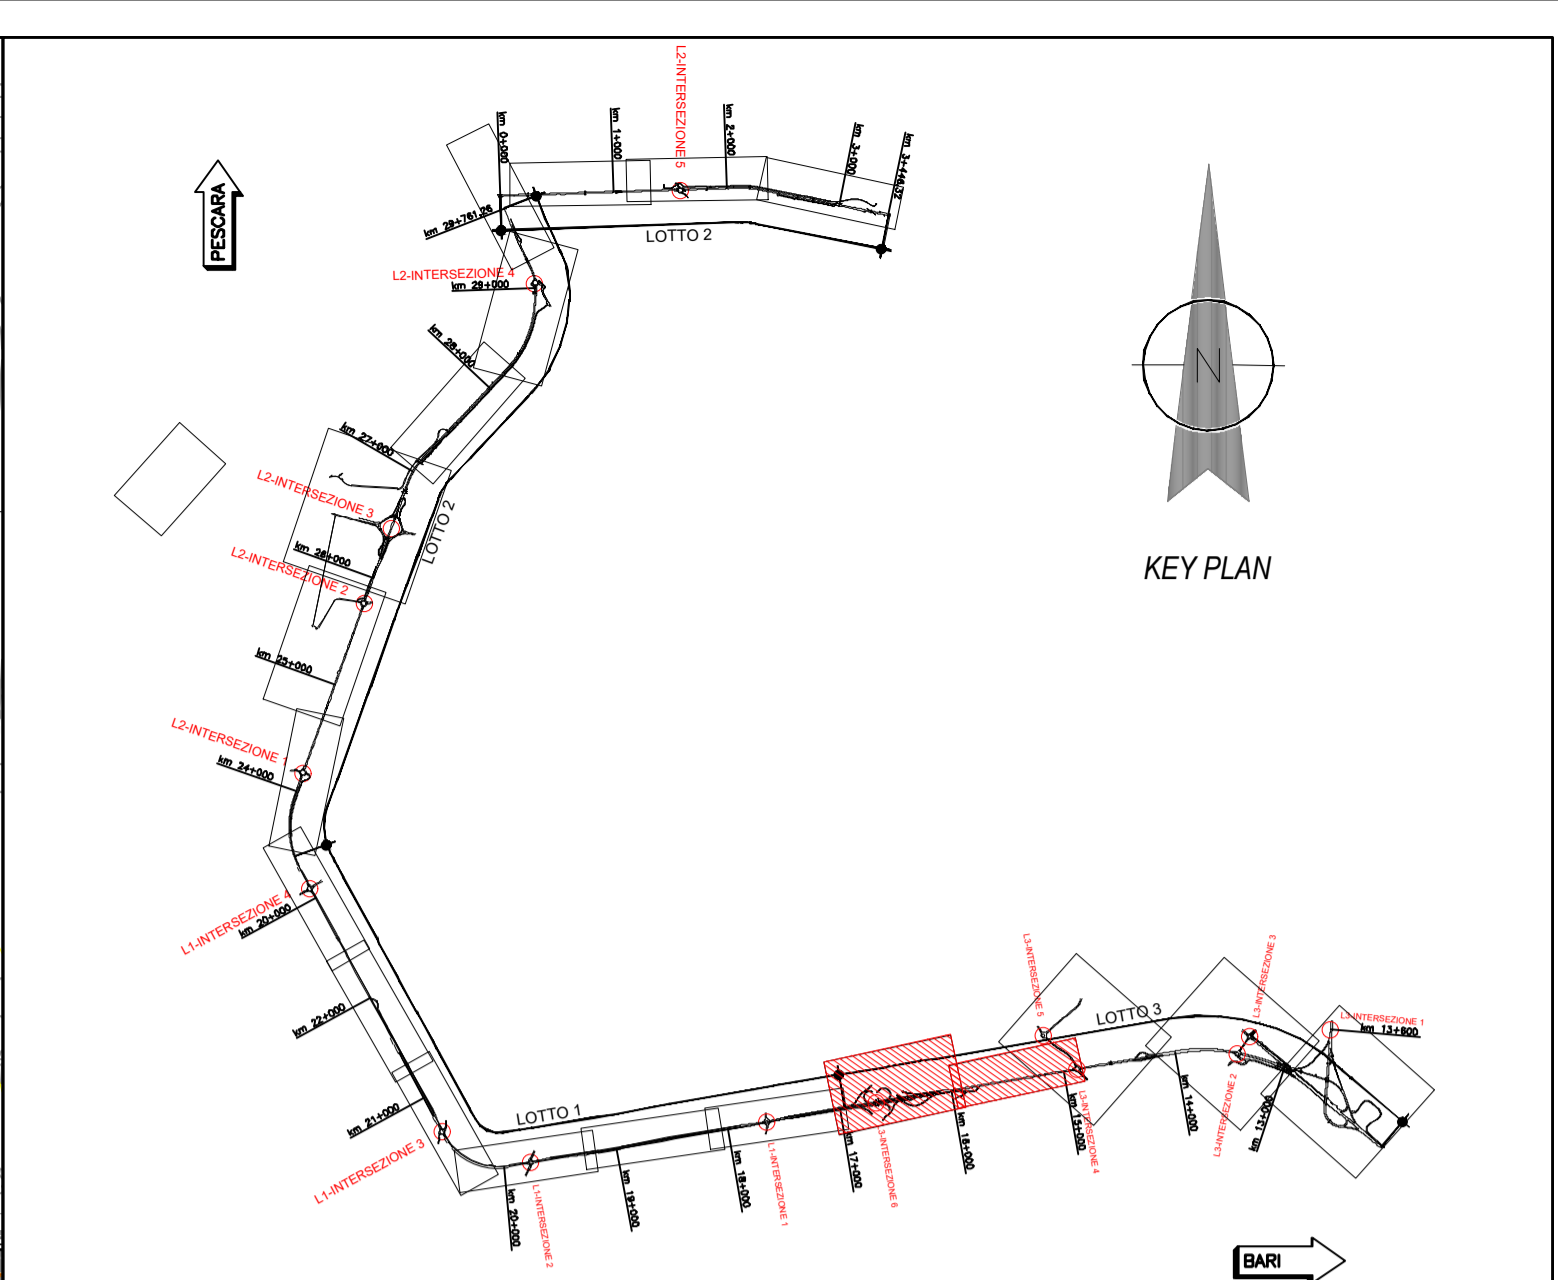 L2-INTERSEZIONE 5
km 0+000
km 1+000
km 2+000
km 3+000
km 3+446.52
PESCARA
km 29+761.26
LOTTO 2
L2-INTERSEZIONE 4
km 29+000
N
km 28+000
km 27+000
L2-INTERSEZIONE 3
LOTTO 2
km 26+000
L2-INTERSEZIONE 2
KEY PLAN
km 25+000
L2-INTERSEZIONE 1
km 24+000
L1-INTERSEZIONE 4
km 20+000
L3-INTERSEZIONE 5
L3-INTERSEZIONE 3
km 22+000
LOTTO 3
L3-INTERSEZIONE 1
km 13+600
km 21+000
LOTTO 1
km 14+000
L3-INTERSEZIONE 2
km 13+000
km 15+000
L3-INTERSEZIONE 4
km 16+000
L3-INTERSEZIONE 6
km 17+000
L1-INTERSEZIONE 1
km 18+000
L1-INTERSEZIONE 3
km 19+000
km 20+000
L1-INTERSEZIONE 2
BARI